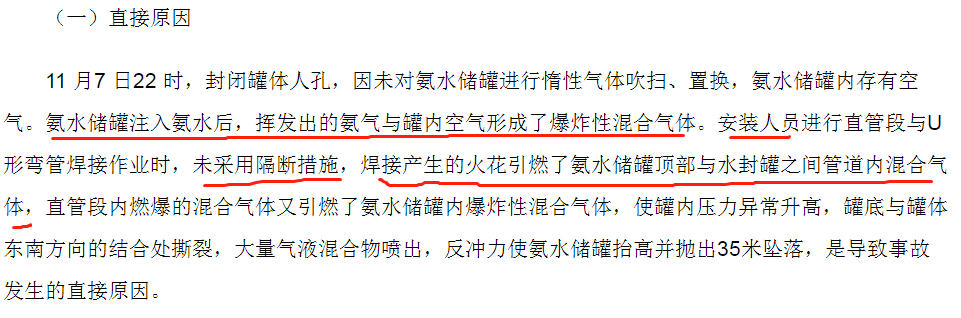 （一）直接原因
11 月 7 日22 时，封闭罐体人孔，因未对氨水储罐进行惰性气体吹扫、置换，氨水储罐内存有空
气。氨水储罐注入氨水后，挥发出的氨气与罐内空气形成了爆炸性混合气体。安装人员进行直管段与U
形弯管焊接作业时，未采用隔断措施，焊接产生的火花引燃了氨水储罐顶部与水封罐之间管道内混合气
体，直管段内燃爆的混合气体又引燃了氨水储罐内爆炸性混合气体，使罐内压力异常升高，罐底与罐体
东南方向的结合处撕裂，大量气液混合物喷出，反冲力使氨水储罐抬高并抛出35米坠落，是导致事故
发生的直接原因。